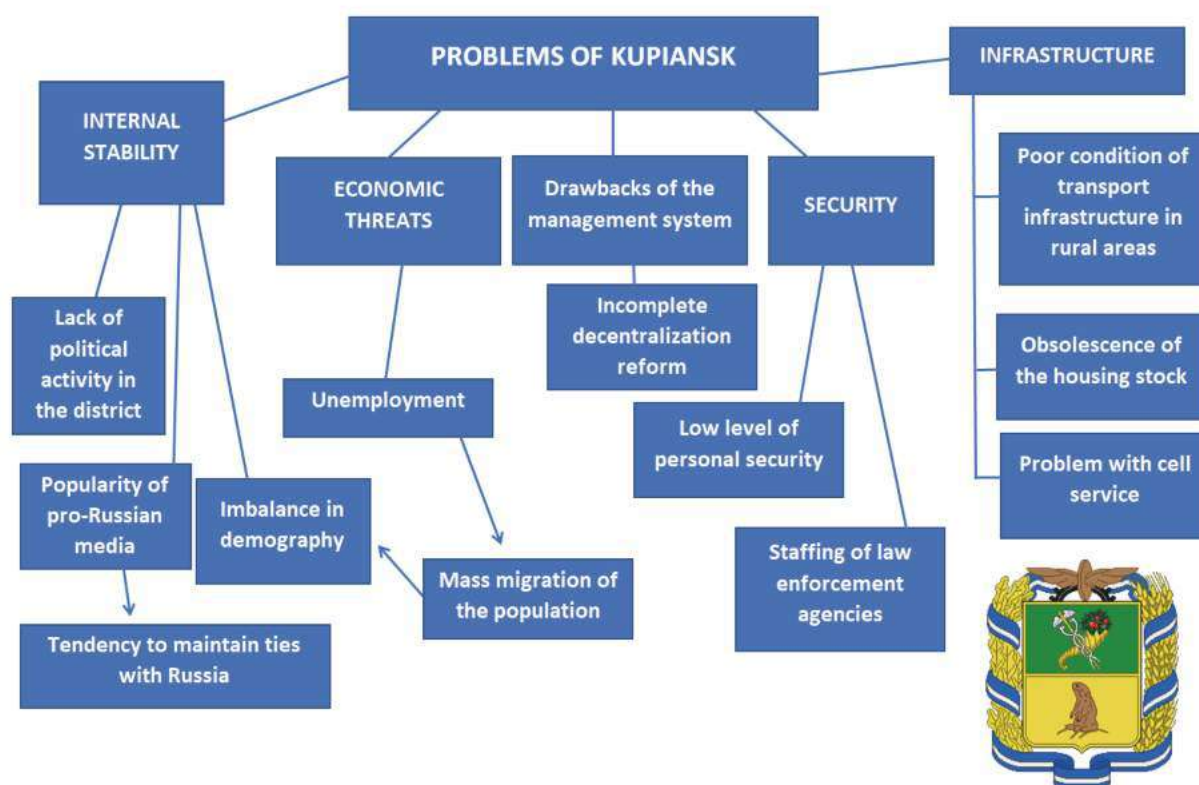 PROBLEMS OF KUPIANSK
INTERNAL
STABILITY
Lack of
political
activity in
the district
Popularity of
pro-Russian
media
Tendency to maintain ties
with Russia
Imbalance in
demography
ECONOMIC
THREATS
Unemployment
Mass migration of
the population
Drawbacks of the
management system
Incomplete
decentralization
reform
SECURITY
Low level of
personal security
Staffing of law
enforcement
agencies
INFRASTRUCTURE
Poor condition of
transport
infrastructure in
rural areas
Obsolescence of
the housing stock
Problem with cell
service